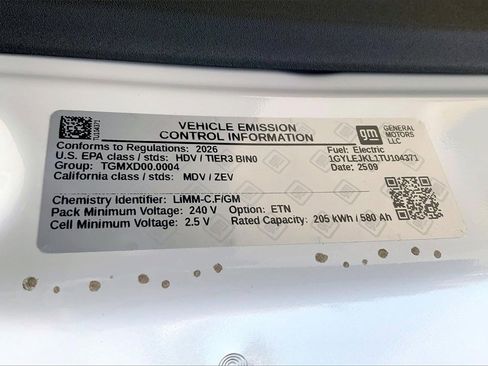 VEHICLE EMISSION
CONTROL INFORMATION
gm
GENERAL
MOTORS
LLC
Conforms to Regulations: 2026
Fuel: Electric
U.S. EPA class / stds: HDV / TIER3 BIN0
1GYLEJKL1TU104371
Group: TGMXD00.0004
Date: 2509
California class / stds: MDV / ZEV
Chemistry Identifier: LiMM-C.F/GM
Pack Minimum Voltage: 240 V
Option: ETN
Cell Minimum Voltage: 2.5 V
Rated Capacity: 205 kWh / 580 Ah